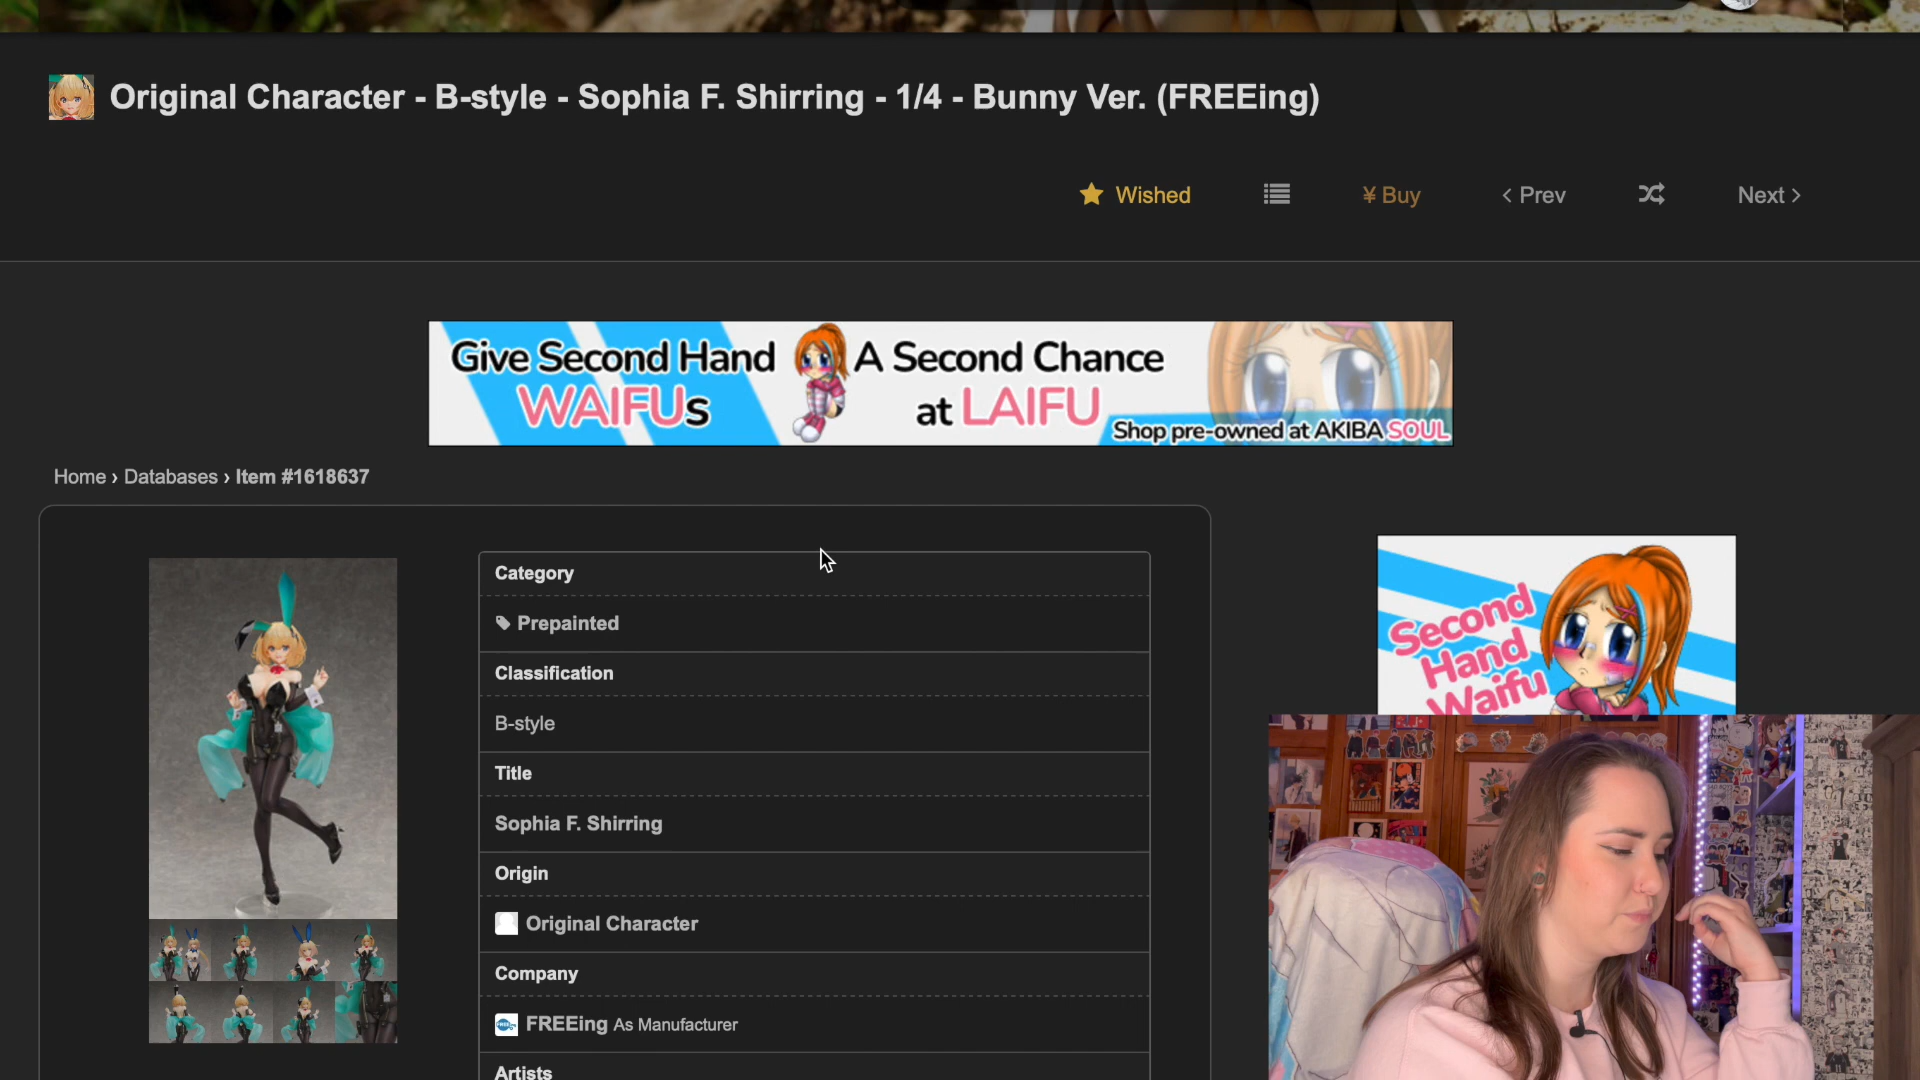 Original Character - B-style - Sophia F. Shirring - 1/4 - Bunny Ver. (FREEing)
Wished
¥ Buy
‹ Prev
Next ›
Give Second Hand
WAIFUs
A Second Chance
at LAIFU
Shop pre-owned at AKIBA SOUL
Home › Databases › Item #1618637
Category
Prepainted
Classification
B-style
Title
Sophia F. Shirring
Origin
Original Character
Company
FREEing As Manufacturer
Artists
Second
Hand
Waifu